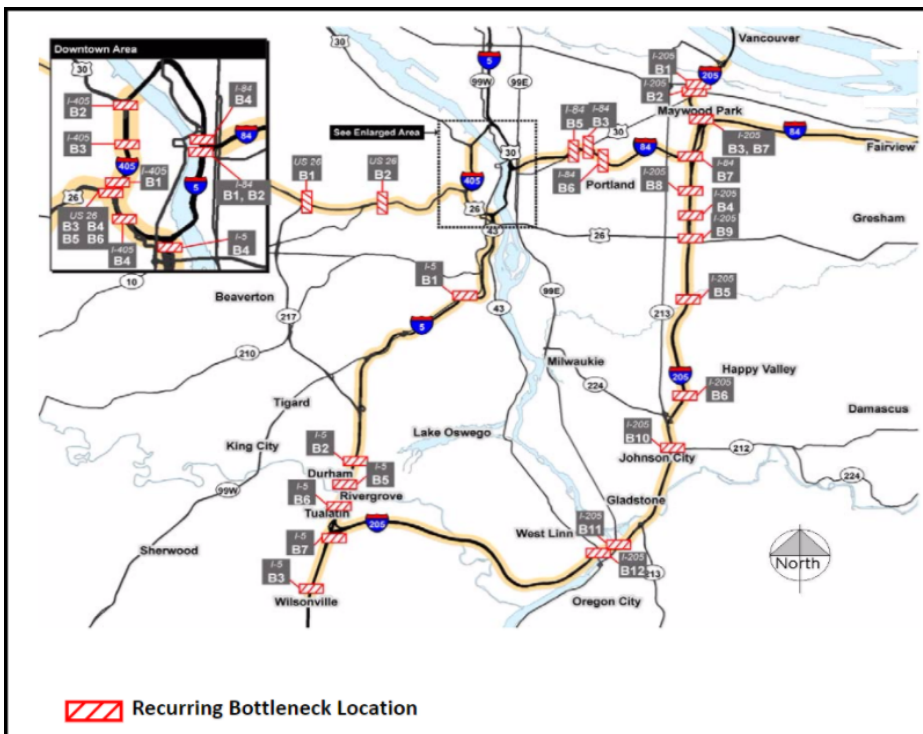 Downtown Area
30
I-405
B2
I-84
B4
84
I-405
B3
405
5
I-405
B1
I-84
B1, B2
26
US 26
B3 B4
B5 B6
I-405
B4
I-5
B4
10
30
5
99W
99E
Vancouver
I-205
B1
205
I-205
B2
Maywood Park
See Enlarged Area
I-84
B5
I-84
B3
30
I-205
B3, B7
84
Fairview
US 26
B1
US 26
B2
30
405
84
I-84
B6
Portland
I-84
B7
I-205
B8
26
I-205
B4
Gresham
43
26
I-205
B9
I-5
B1
Beaverton
217
99E
I-205
B5
43
213
5
210
Milwaukie
224
Happy Valley
205
Tigard
I-205
B6
Damascus
King City
Lake Oswego
I-205
B10
I-5
B2
Johnson City
212
Durham
I-5
B5
Rivergrove
224
99W
I-5
B6
Gladstone
Tualatin
205
West Linn
I-205
B11
I-5
B7
Sherwood
North
I-205
B12
213
I-5
B3
Wilsonville
Oregon City
Recurring Bottleneck Location